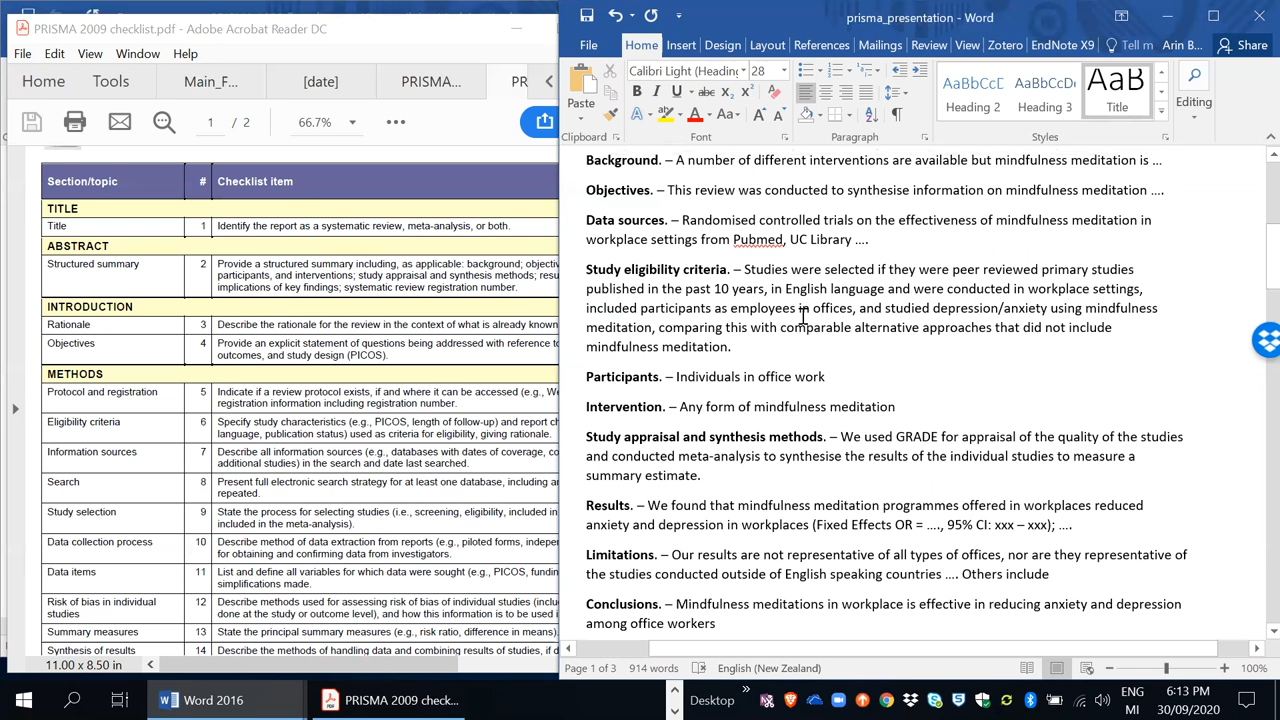 PRISMA 2009 checklist.pdf - Adobe Acrobat Reader DC
File Edit View Window Help
Home Tools Main_F... [date] PRISMA... PR
1 / 2 66.7%
Section/topic # Checklist item
TITLE
Title 1 Identify the report as a systematic review, meta-analysis, or both.
ABSTRACT
Structured summary 2 Provide a structured summary including, as applicable: background; objecti
participants, and interventions; study appraisal and synthesis methods; resu
implications of key findings; systematic review registration number.
INTRODUCTION
Rationale 3 Describe the rationale for the review in the context of what is already known
Objectives 4 Provide an explicit statement of questions being addressed with reference to
outcomes, and study design (PICOS).
METHODS
Protocol and registration 5 Indicate if a review protocol exists, if and where it can be accessed (e.g., We
registration information including registration number.
Eligibility criteria 6 Specify study characteristics (e.g., PICOS, length of follow-up) and report ch
language, publication status) used as criteria for eligibility, giving rationale.
Information sources 7 Describe all information sources (e.g., databases with dates of coverage, co
additional studies) in the search and date last searched.
Search 8 Present full electronic search strategy for at least one database, including an
repeated.
Study selection 9 State the process for selecting studies (i.e., screening, eligibility, included in
included in the meta-analysis).
Data collection process 10 Describe method of data extraction from reports (e.g., piloted forms, indepen
for obtaining and confirming data from investigators.
Data items 11 List and define all variables for which data were sought (e.g., PICOS, fundin
simplifications made.
Risk of bias in individual 12 Describe methods used for assessing risk of bias of individual studies (inclu
studies done at the study or outcome level), and how this information is to be used i
Summary measures 13 State the principal summary measures (e.g., risk ratio, difference in means).
Synthesis of results 14 Describe the methods of handling data and combining results of studies, if d
11.00 x 8.50 in
prisma_presentation - Word
File Home Insert Design Layout References Mailings Review View Zotero EndNote X9 Tell m Arin B... Share
Calibri Light (Heading 28
Paste
AaBbCcD AaBbCcDc AaB
Heading 2 Heading 3 Title
Editing
Clipboard Font Paragraph Styles
Background. – A number of different interventions are available but mindfulness meditation is ...
Objectives. – This review was conducted to synthesise information on mindfulness meditation ....
Data sources. – Randomised controlled trials on the effectiveness of mindfulness meditation in
workplace settings from Pubmed, UC Library ....
Study eligibility criteria. – Studies were selected if they were peer reviewed primary studies
published in the past 10 years, in English language and were conducted in workplace settings,
included participants as employees in offices, and studied depression/anxiety using mindfulness
meditation, comparing this with comparable alternative approaches that did not include
mindfulness meditation.
Participants. – Individuals in office work
Intervention. – Any form of mindfulness meditation
Study appraisal and synthesis methods. – We used GRADE for appraisal of the quality of the studies
and conducted meta-analysis to synthesise the results of the individual studies to measure a
summary estimate.
Results. – We found that mindfulness meditation programmes offered in workplaces reduced
anxiety and depression in workplaces (Fixed Effects OR = ...., 95% CI: xxx – xxx); ....
Limitations. – Our results are not representative of all types of offices, nor are they representative of
the studies conducted outside of English speaking countries .... Others include
Conclusions. – Mindfulness meditations in workplace is effective in reducing anxiety and depression
among office workers
Page 1 of 3 914 words English (New Zealand) 100%
Word 2016 PRISMA 2009 check... Desktop ENG 6:13 PM
MI 30/09/2020